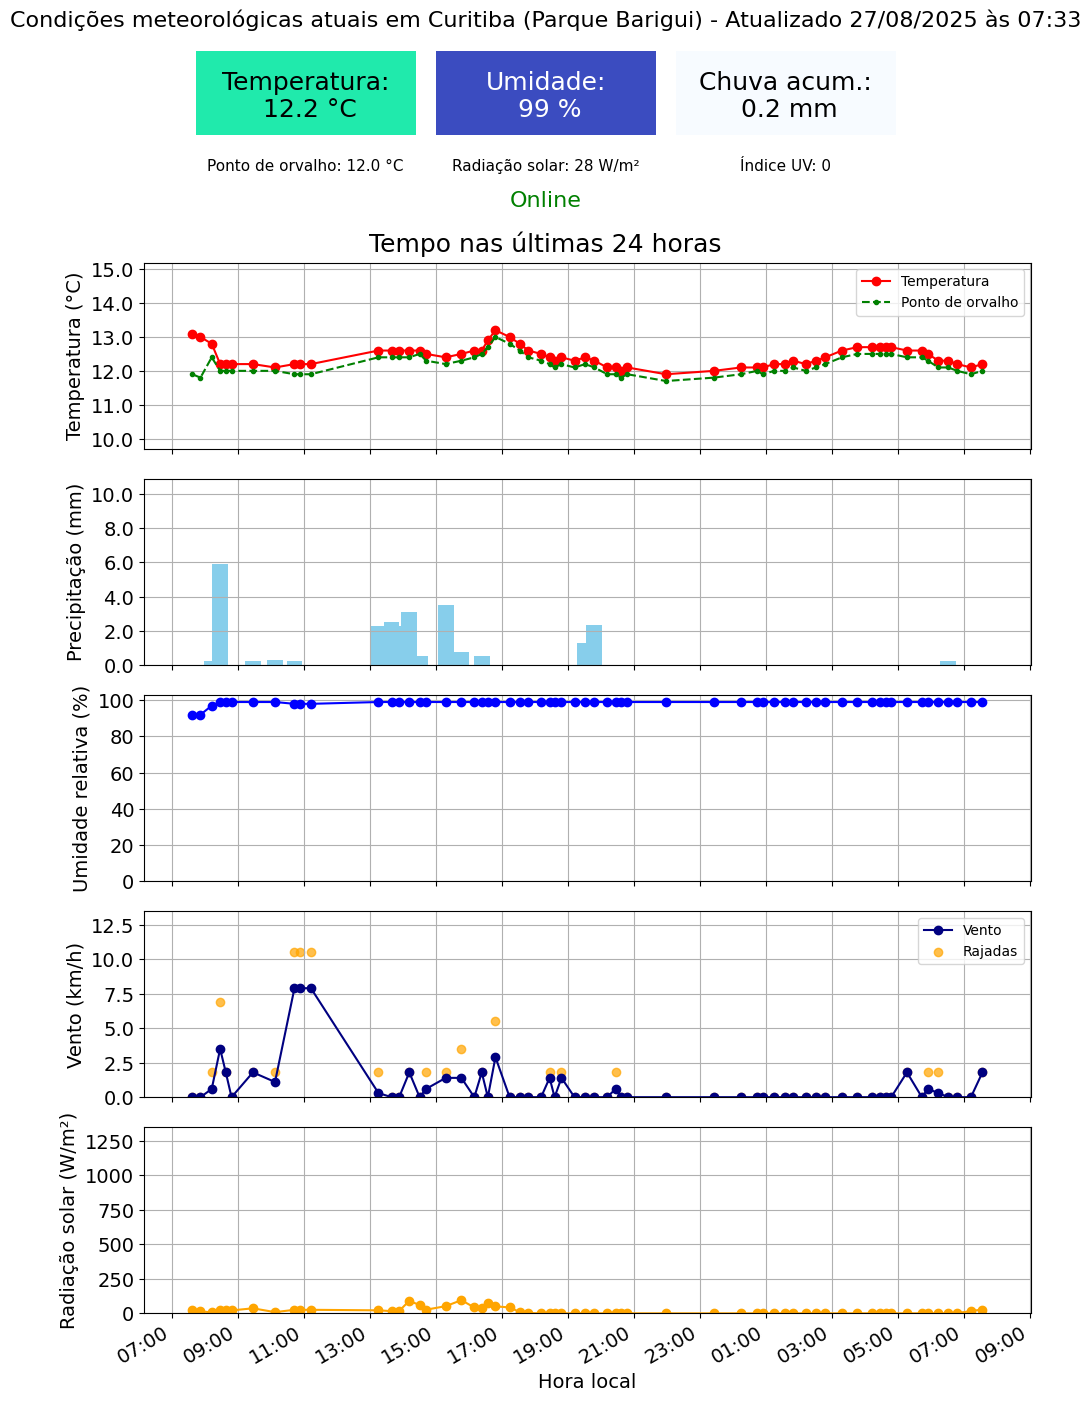 Condições meteorológicas atuais em Curitiba (Parque Barigui) - Atualizado 27/08/2025 às 07:33
Temperatura:
12.2 °C
Umidade:
99 %
Chuva acum.:
0.2 mm
Ponto de orvalho: 12.0 °C
Radiação solar: 28 W/m²
Índice UV: 0
Online
Tempo nas últimas 24 horas
Temperatura (°C)
15.0
14.0
13.0
12.0
11.0
10.0
Temperatura
Ponto de orvalho
Precipitação (mm)
10.0
8.0
6.0
4.0
2.0
0.0
Umidade relativa (%)
100
80
60
40
20
0
Vento (km/h)
12.5
10.0
7.5
5.0
2.5
0.0
Vento
Rajadas
Radiação solar (W/m²)
1250
1000
750
500
250
0
07:00
09:00
11:00
13:00
15:00
17:00
19:00
21:00
23:00
01:00
03:00
05:00
07:00
09:00
Hora local